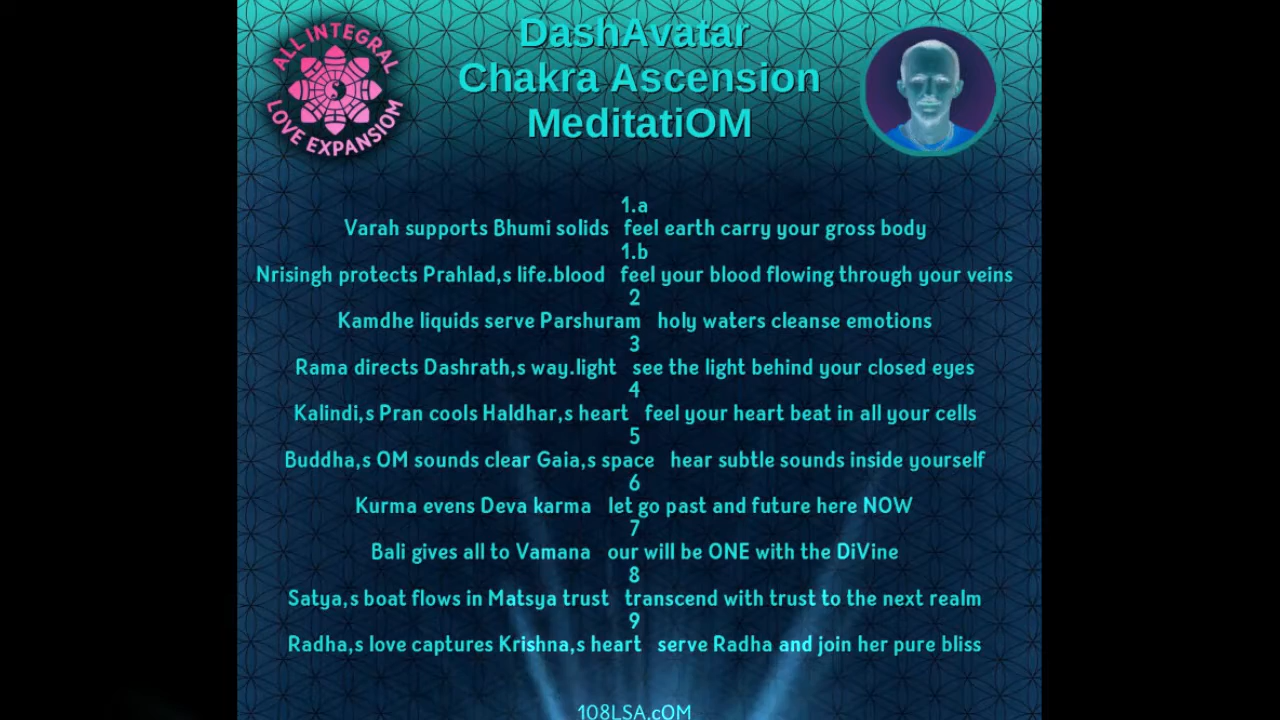 ALL INTEGRAL
LOVE EXPANSIOM
DashAvatar
Chakra Ascension
MeditatiOM
1.a
Varah supports Bhumi solids feel earth carry your gross body
1.b
Nrisingh protects Prahlad,s life.blood feel your blood flowing through your veins
2
Kamdhe liquids serve Parshuram holy waters cleanse emotions
3
Rama directs Dashrath,s way.light see the light behind your closed eyes
4
Kalindi,s Pran cools Haldhar,s heart feel your heart beat in all your cells
5
Buddha,s OM sounds clear Gaia,s space hear subtle sounds inside yourself
6
Kurma evens Deva karma let go past and future here NOW
7
Bali gives all to Vamana our will be ONE with the DiVine
8
Satya,s boat flows in Matsya trust transcend with trust to the next realm
9
Radha,s love captures Krishna,s heart serve Radha and join her pure bliss
108LSA.cOM